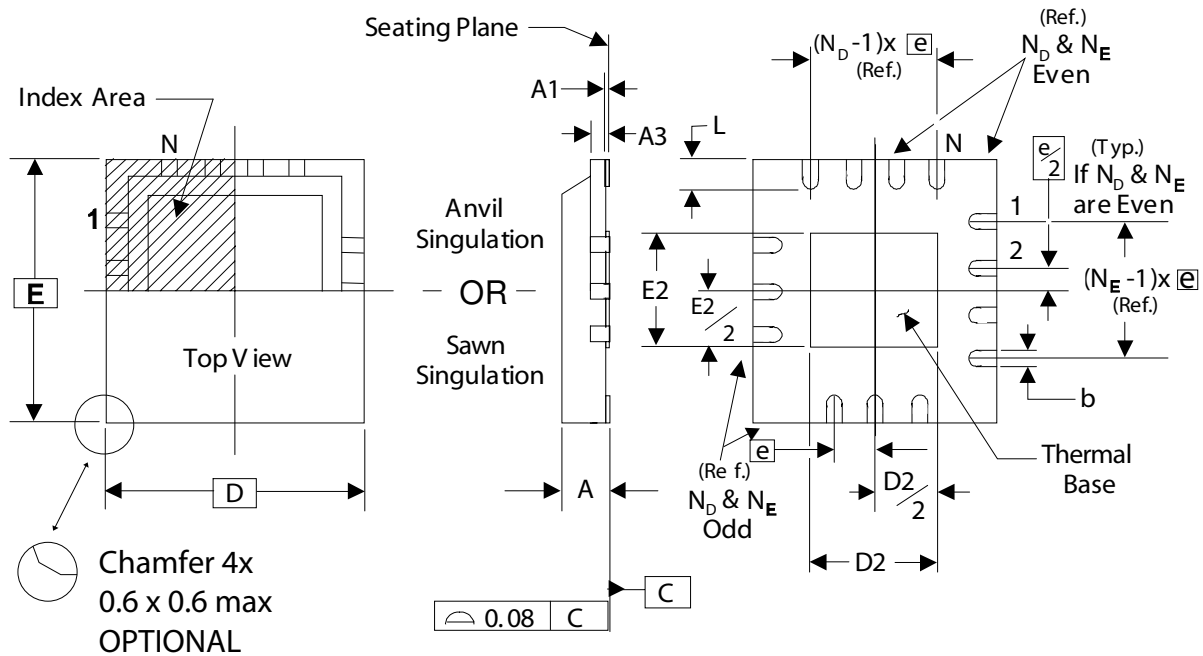 Seating Plane
(N_D -1)x e
(Ref.)
(Ref.)
N_D & N_E
Even
Index Area
A1
A3
L
N
N
e/2
(Typ.)
If N_D & N_E
are Even
1
E
Top View
Anvil
Singulation
OR
Sawn
Singulation
E2
E2/2
1
2
(N_E -1)x e
(Ref.)
b
Thermal
Base
e
(Ref.)
N_D & N_E
Odd
D2/2
D2
D
A
C
0.08 C
Chamfer 4x
0.6 x 0.6 max
OPTIONAL